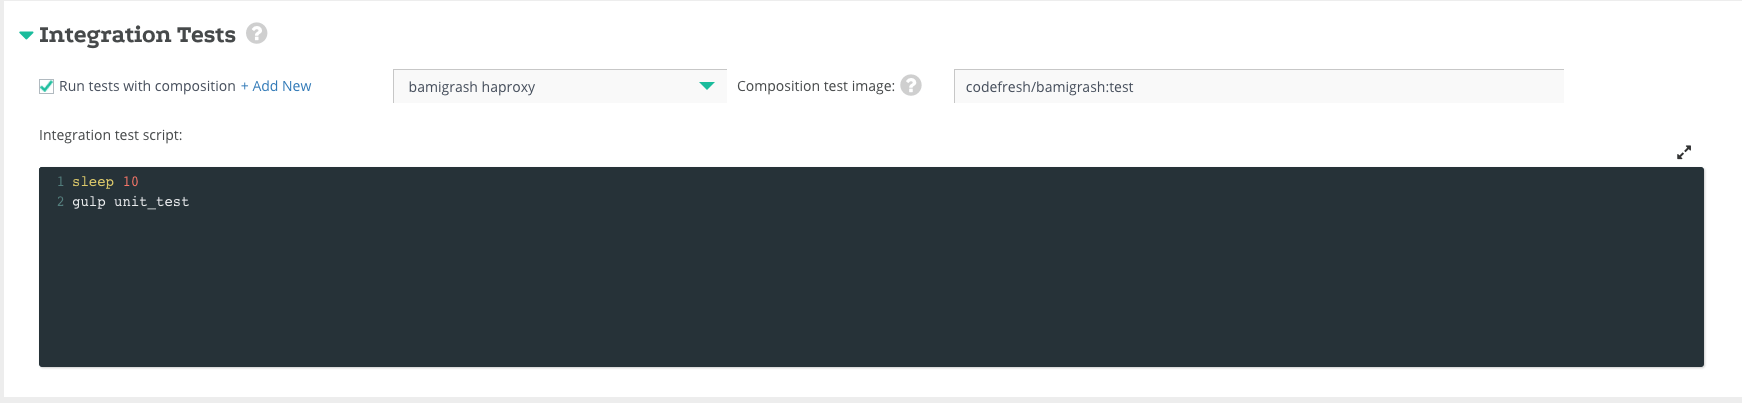 Integration Tests ?
Run tests with composition + Add New bamigrash haproxy Composition test image: ? codefresh/bamigrash:test
Integration test script:
1 sleep 10
2 gulp unit_test